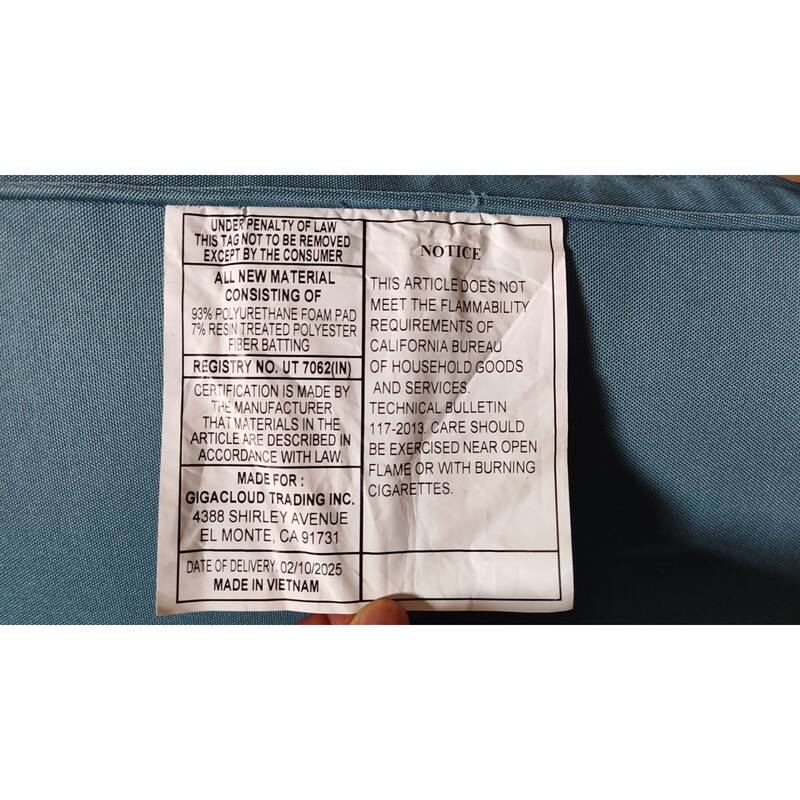 UNDER PENALTY OF LAW
THIS TAG NOT TO BE REMOVED
EXCEPT BY THE CONSUMER
ALL NEW MATERIAL
CONSISTING OF
93% POLYURETHANE FOAM PAD
7% RESIN TREATED POLYESTER
FIBER BATTING
REGISTRY NO. UT 7062(IN)
CERTIFICATION IS MADE BY
THE MANUFACTURER
THAT MATERIALS IN THE
ARTICLE ARE DESCRIBED IN
ACCORDANCE WITH LAW.
MADE FOR :
GIGACLOUD TRADING INC.
4388 SHIRLEY AVENUE
EL MONTE, CA 91731
DATE OF DELIVERY: 02/10/2025
MADE IN VIETNAM
NOTICE
THIS ARTICLE DOES NOT
MEET THE FLAMMABILITY
REQUIREMENTS OF
CALIFORNIA BUREAU
OF HOUSEHOLD GOODS
AND SERVICES.
TECHNICAL BULLETIN
117-2013. CARE SHOULD
BE EXERCISED NEAR OPEN
FLAME OR WITH BURNING
CIGARETTES.